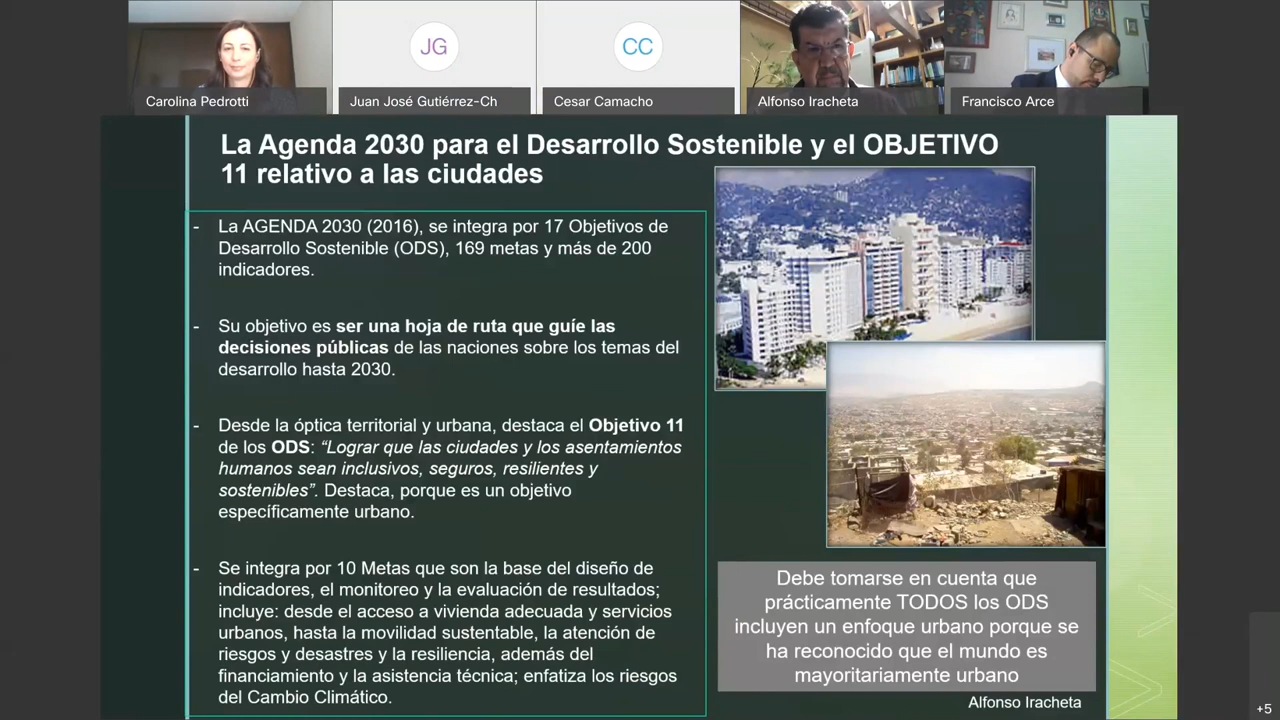 JG
CC
Carolina Pedrotti
Juan José Gutiérrez-Ch
Cesar Camacho
Alfonso Iracheta
Francisco Arce
La Agenda 2030 para el Desarrollo Sostenible y el OBJETIVO
11 relativo a las ciudades
- La AGENDA 2030 (2016), se integra por 17 Objetivos de
Desarrollo Sostenible (ODS), 169 metas y más de 200
indicadores.
- Su objetivo es ser una hoja de ruta que guíe las
decisiones públicas de las naciones sobre los temas del
desarrollo hasta 2030.
- Desde la óptica territorial y urbana, destaca el Objetivo 11
de los ODS: “Lograr que las ciudades y los asentamientos
humanos sean inclusivos, seguros, resilientes y
sostenibles”. Destaca, porque es un objetivo
específicamente urbano.
- Se integra por 10 Metas que son la base del diseño de
indicadores, el monitoreo y la evaluación de resultados;
incluye: desde el acceso a vivienda adecuada y servicios
urbanos, hasta la movilidad sustentable, la atención de
riesgos y desastres y la resiliencia, además del
financiamiento y la asistencia técnica; enfatiza los riesgos
del Cambio Climático.
Debe tomarse en cuenta que
prácticamente TODOS los ODS
incluyen un enfoque urbano porque se
ha reconocido que el mundo es
mayoritariamente urbano
Alfonso Iracheta
+5